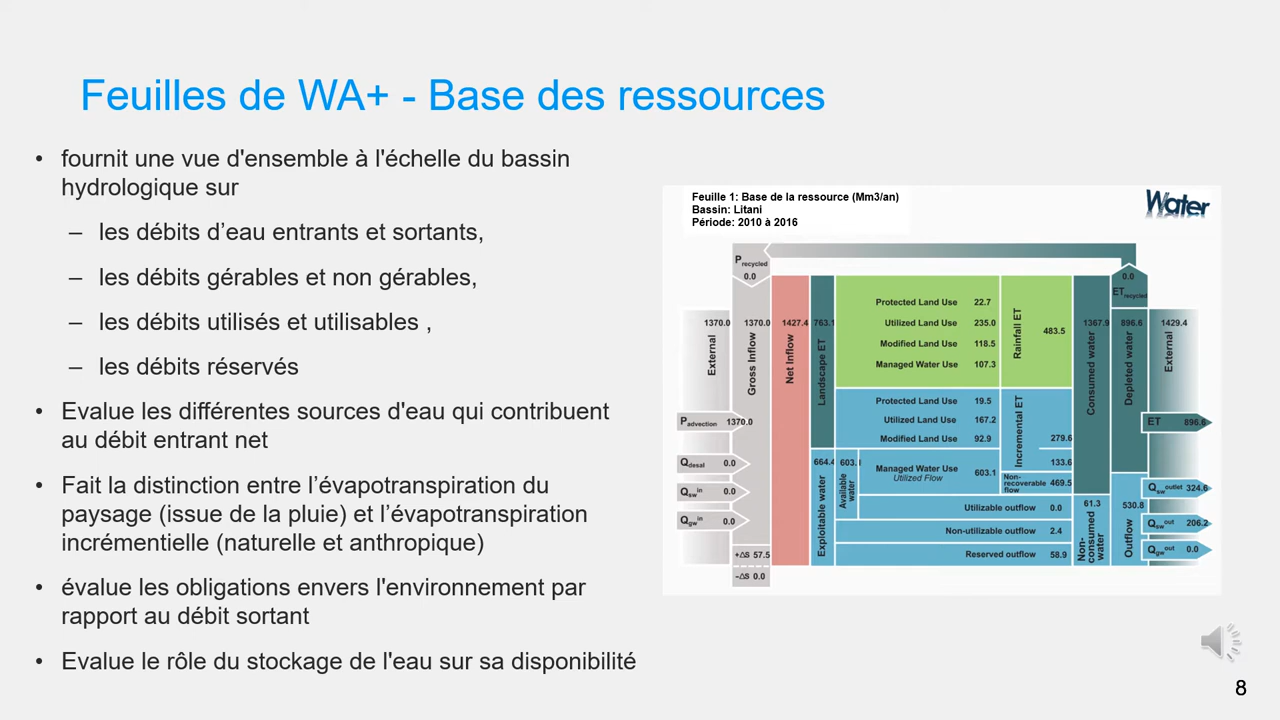 Feuilles de WA+ - Base des ressources
• fournit une vue d'ensemble à l'échelle du bassin
hydrologique sur
– les débits d’eau entrants et sortants,
– les débits gérables et non gérables,
– les débits utilisés et utilisables ,
– les débits réservés
• Evalue les différentes sources d'eau qui contribuent
au débit entrant net
• Fait la distinction entre l’évapotranspiration du
paysage (issue de la pluie) et l’évapotranspiration
incrémentielle (naturelle et anthropique)
• évalue les obligations envers l'environnement par
rapport au débit sortant
• Evalue le rôle du stockage de l'eau sur sa disponibilité
Feuille 1: Base de la ressource (Mm3/an)
Bassin: Litani
Période: 2010 à 2016
Water
Precycled
0.0
External
1370.0
Padvection 1370.0
Qdesal 0.0
Qsw in 0.0
Qgw in 0.0
Gross Inflow
1370.0
+ΔS 57.5
-ΔS 0.0
Net Inflow
1427.4
Landscape ET
763.1
Exploitable water
664.4
Available water
603.1
Protected Land Use 22.7
Utilized Land Use 235.0
Modified Land Use 118.5
Managed Water Use 107.3
Rainfall ET
483.5
Protected Land Use 19.5
Utilized Land Use 167.2
Modified Land Use 92.9
Incremental ET
279.6
133.6
Managed Water Use 603.1
Utilized Flow
Non-
recoverable 469.5
flow
Utilizable outflow 0.0
Non-utilizable outflow 2.4
Reserved outflow 58.9
Consumed water
1367.9
61.3
Non-
consumed
water
0.0
ETrecycled
Depleted water
896.6
530.8
Outflow
External
1429.4
ET 896.6
Qsw outlet 324.6
Qsw out 206.2
Qgw out 0.0
8